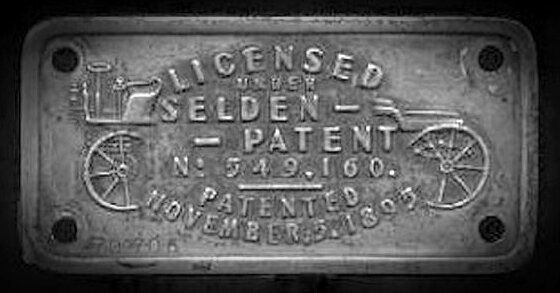 LICENSED
UNDER
SELDEN –
– PATENT
No: 549.160.
PATENTED
NOVEMBER.5.1895